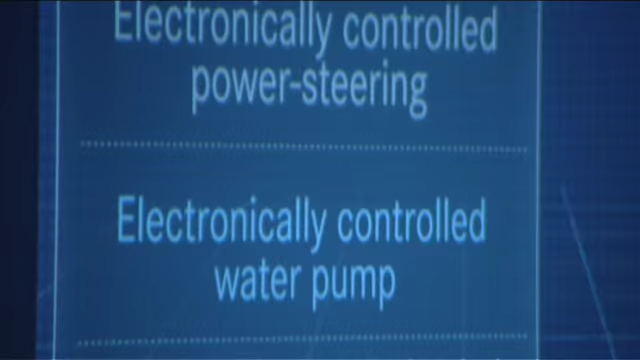 Electronically controlled
power-steering
Electronically controlled
water pump